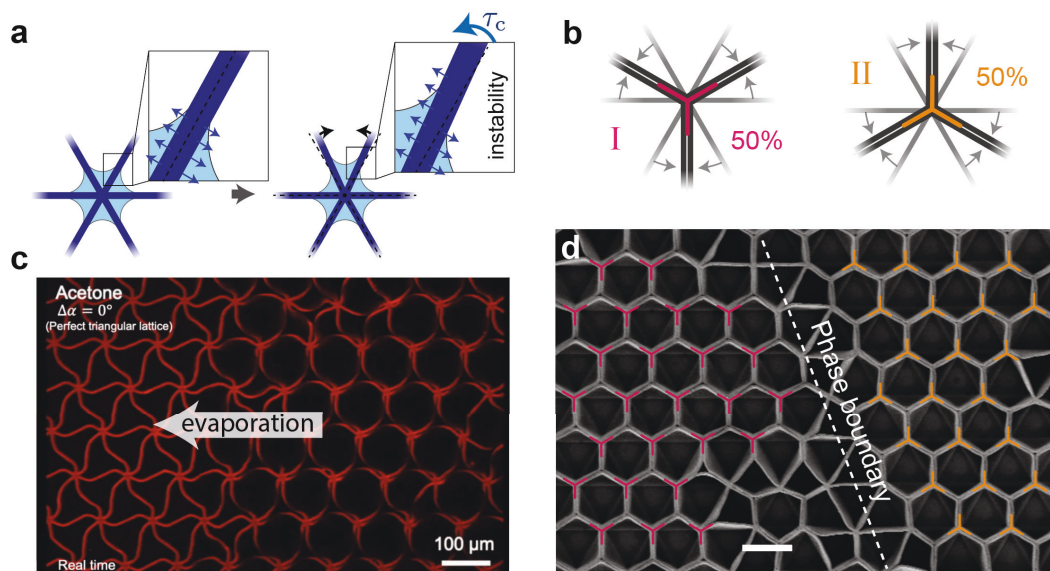 a
τc
instability
b
I
50%
II
50%
c
Acetone
Δα = 0°
(Perfect triangular lattice)
evaporation
100 μm
Real time
d
Phase boundary